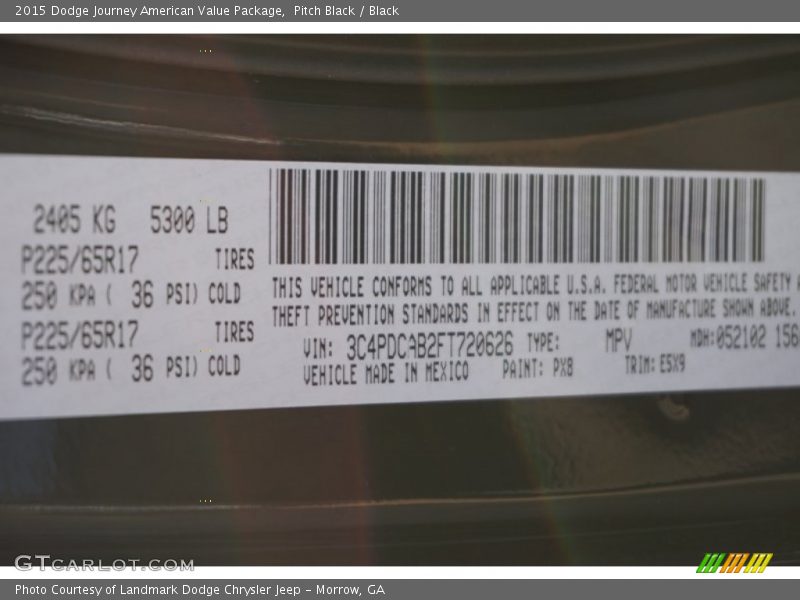 2015 Dodge Journey American Value Package,  Pitch Black / Black
2405 KG 5300 LB
P225/65R17 TIRES
250 KPA ( 36 PSI) COLD
P225/65R17 TIRES
250 KPA ( 36 PSI) COLD
THIS VEHICLE CONFORMS TO ALL APPLICABLE U.S.A. FEDERAL MOTOR VEHICLE SAFETY A
THEFT PREVENTION STANDARDS IN EFFECT ON THE DATE OF MANUFACTURE SHOWN ABOVE.
VIN: 3C4PDCAB2FT720626 TYPE: MPV MDH:052102 156
VEHICLE MADE IN MEXICO PAINT: PX8 TRIM: E5X9
GTCARLOT.COM
Photo Courtesy of Landmark Dodge Chrysler Jeep – Morrow, GA